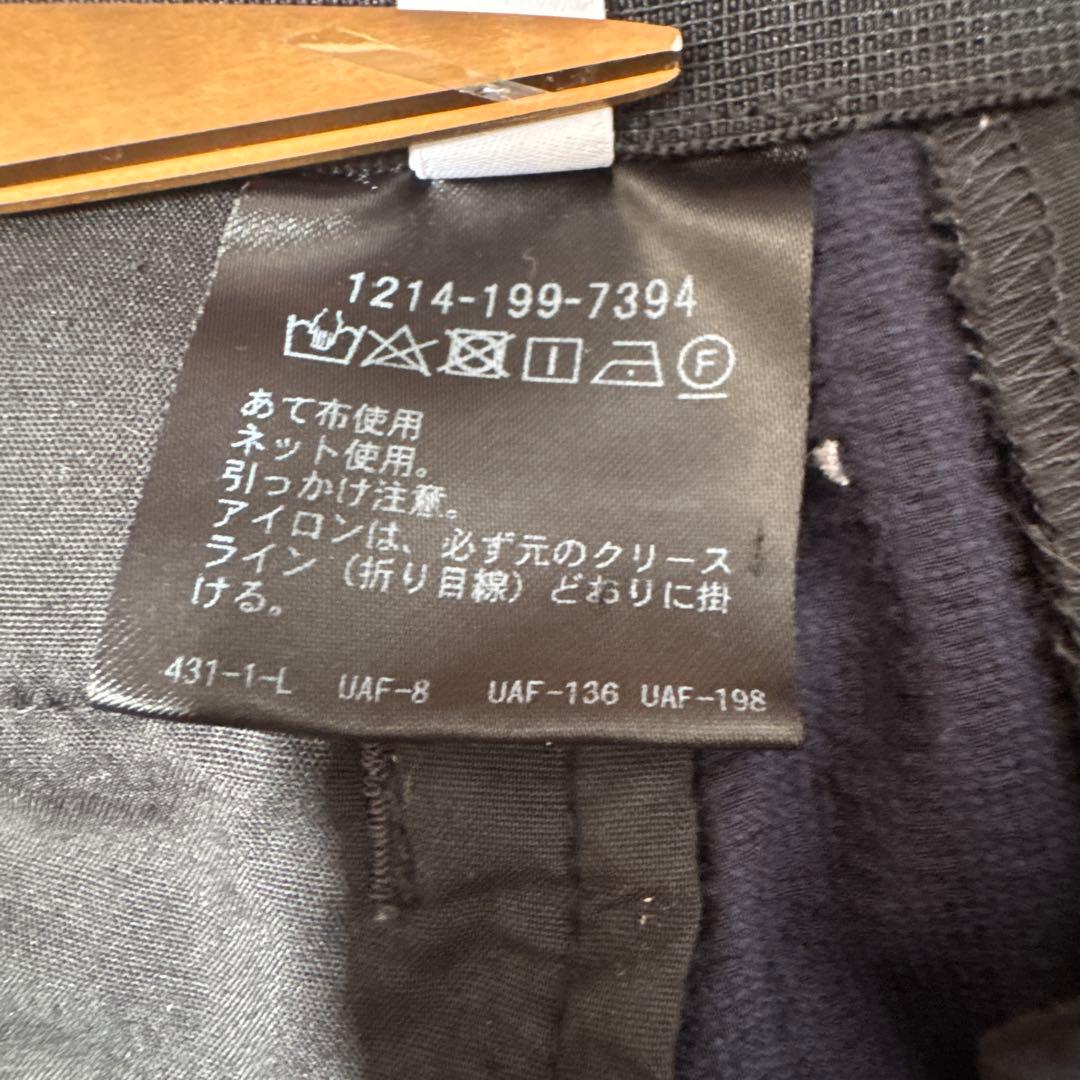 1214-199-7394
F
あて布使用
ネット使用。
引っかけ注意。
アイロンは、必ず元のクリース
ライン（折り目線）どおりに掛
ける。
431-1-L UAF-8 UAF-136 UAF-198